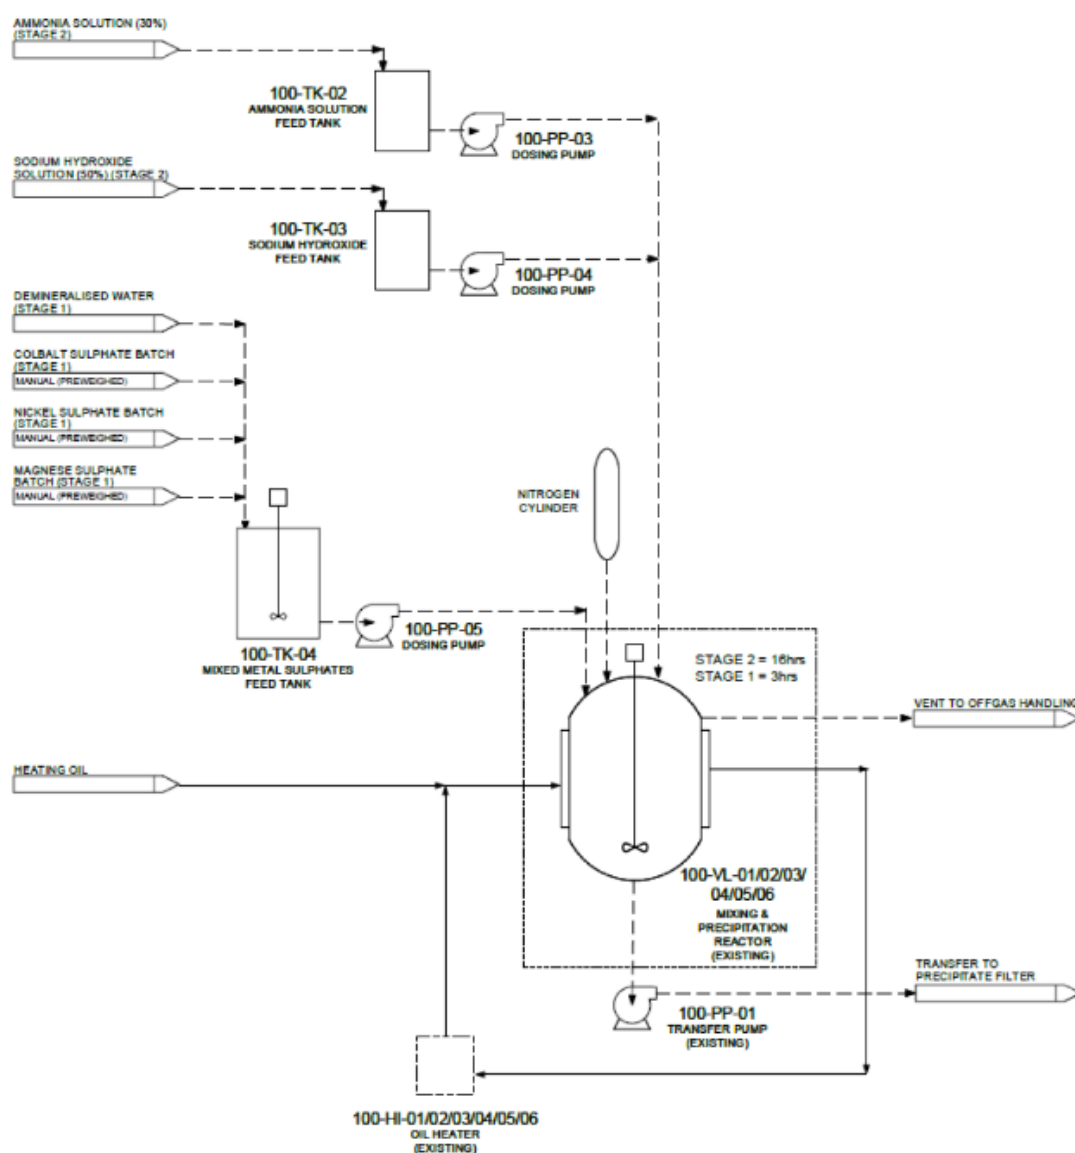 AMMONIA SOLUTION (30%)
(STAGE 2)
100-TK-02
AMMONIA SOLUTION
FEED TANK
100-PP-03
DOSING PUMP
SODIUM HYDROXIDE
SOLUTION (50%) (STAGE 2)
100-TK-03
SODIUM HYDROXIDE
FEED TANK
100-PP-04
DOSING PUMP
DEMINERALISED WATER
(STAGE 1)
COLBALT SULPHATE BATCH
(STAGE 1)
MANUAL (PREWEIGHED)
NICKEL SULPHATE BATCH
(STAGE 1)
MANUAL (PREWEIGHED)
MAGNESE SULPHATE
BATCH (STAGE 1)
MANUAL (PREWEIGHED)
NITROGEN
CYLINDER
100-PP-05
DOSING PUMP
100-TK-04
MIXED METAL SULPHATES
FEED TANK
STAGE 2 = 16hrs
STAGE 1 = 3hrs
VENT TO OFFGAS HANDLING
HEATING OIL
100-VL-01/02/03/
04/05/06
MIXING &
PRECIPITATION
REACTOR
(EXISTING)
TRANSFER TO
PRECIPITATE FILTER
100-PP-01
TRANSFER PUMP
(EXISTING)
100-HI-01/02/03/04/05/06
OIL HEATER
(EXISTING)